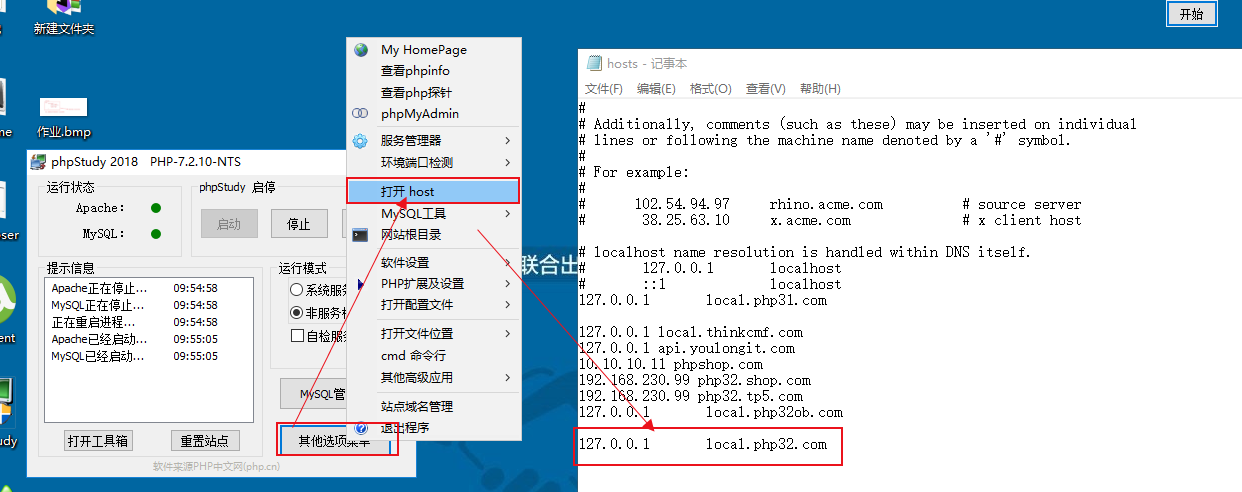 新建文件夹
me
作业.bmp
开始
phpStudy 2018 PHP-7.2.10-NTS
运行状态
Apache:
MySQL:
phpStudy 启停
启动
停止
提示信息
Apache正在停止... 09:54:58
MySQL正在停止... 09:54:58
正在重启进程... 09:54:58
Apache已经启动... 09:55:05
MySQL已经启动... 09:55:05
运行模式
系统服务
非服务模
自检服务
MySQL管
打开工具箱
重置站点
其他选项菜单
软件来源PHP中文网(php.cn)
My HomePage
查看phpinfo
查看php探针
phpMyAdmin
服务管理器
环境端口检测
打开 host
MySQL工具
网站根目录
软件设置
PHP扩展及设置
打开配置文件
打开文件位置
cmd 命令行
其他高级应用
站点域名管理
退出程序
联合出
ser
ent
udy
hosts - 记事本
文件(F) 编辑(E) 格式(O) 查看(V) 帮助(H)
#
# Additionally, comments (such as these) may be inserted on individual
# lines or following the machine name denoted by a '#' symbol.
#
# For example:
#
# 102.54.94.97 rhino.acme.com # source server
# 38.25.63.10 x.acme.com # x client host
# localhost name resolution is handled within DNS itself.
# 127.0.0.1 localhost
# ::1 localhost
127.0.0.1 local.php31.com
127.0.0.1 local.thinkcmf.com
127.0.0.1 api.youlongit.com
10.10.10.11 phpshop.com
192.168.230.99 php32.shop.com
192.168.230.99 php32.tp5.com
127.0.0.1 local.php32ob.com
127.0.0.1 local.php32.com